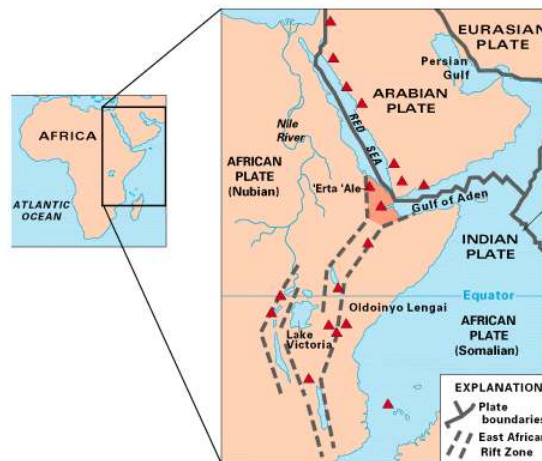 AFRICA
ATLANTIC
OCEAN
EURASIAN
PLATE
Persian
Gulf
ARABIAN
PLATE
Nile
River
RED SEA
AFRICAN
PLATE
(Nubian)
'Erta 'Ale
Gulf of Aden
INDIAN
PLATE
Equator
Oldoinyo Lengai
Lake
Victoria
AFRICAN
PLATE
(Somalian)
EXPLANATION
Plate
boundaries
East African
Rift Zone